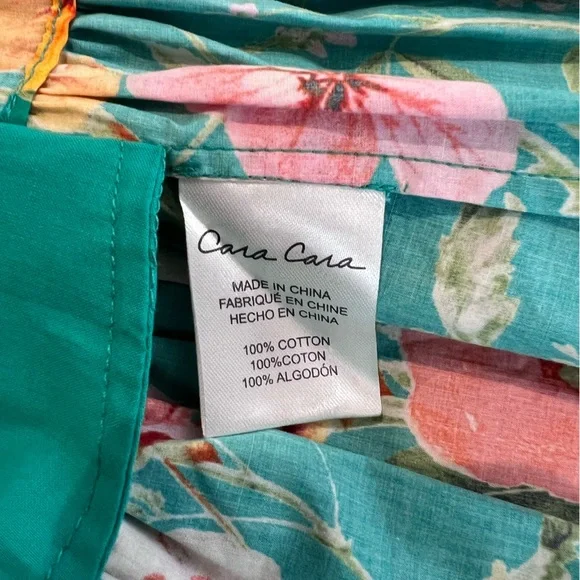 Cara Cara
MADE IN CHINA
FABRIQUÉ EN CHINE
HECHO EN CHINA
100% COTTON
100%COTON
100% ALGODÓN